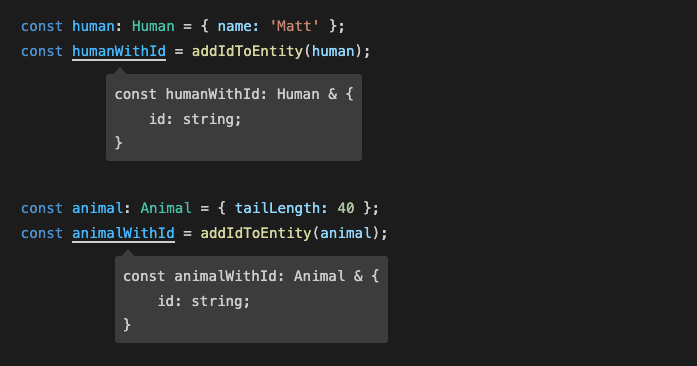 const human: Human = { name: 'Matt' };
const humanWithId = addIdToEntity(human);
const humanWithId: Human & {
    id: string;
}
const animal: Animal = { tailLength: 40 };
const animalWithId = addIdToEntity(animal);
const animalWithId: Animal & {
    id: string;
}